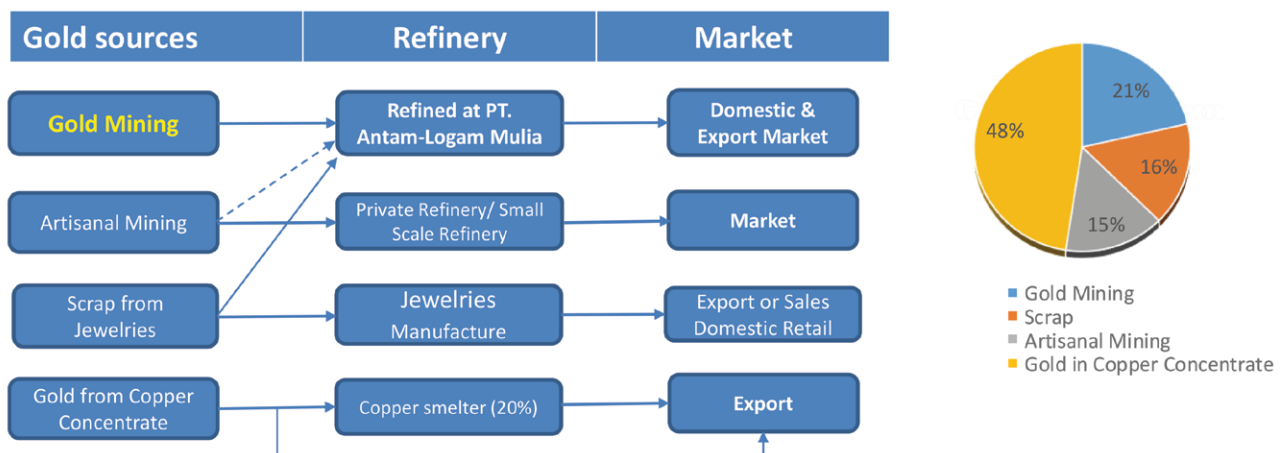 Gold sources
Refinery
Market
Gold Mining
Refined at PT.
Antam-Logam Mulia
Domestic &
Export Market
Artisanal Mining
Private Refinery/ Small
Scale Refinery
Market
Scrap from
Jewelries
Jewelries
Manufacture
Export or Sales
Domestic Retail
Gold from Copper
Concentrate
Copper smelter (20%)
Export
21%
48%
16%
15%
Gold Mining
Scrap
Artisanal Mining
Gold in Copper Concentrate